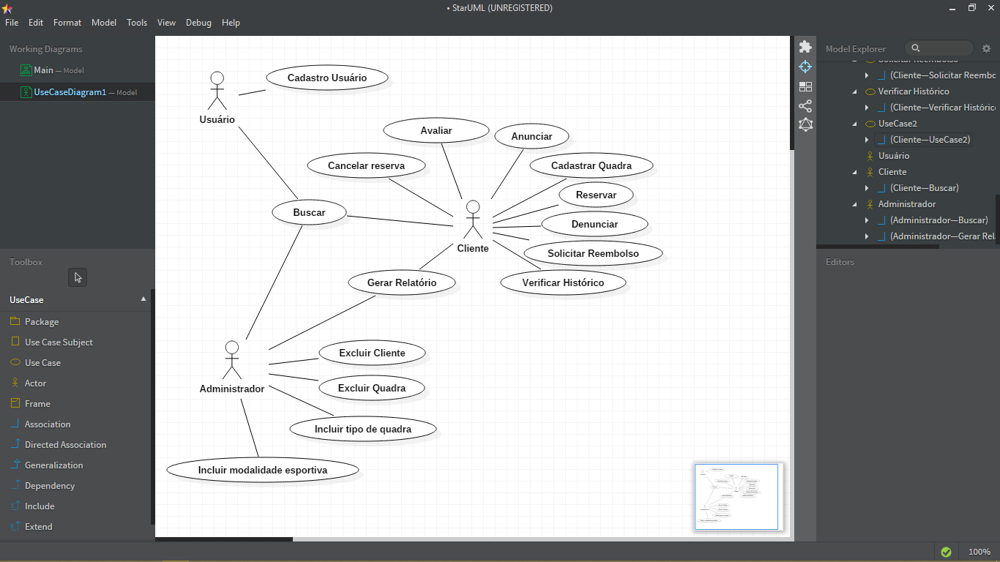 • StarUML (UNREGISTERED)
File Edit Format Model Tools View Debug Help
Working Diagrams
Main — Model
UseCaseDiagram1 — Model
Toolbox
UseCase
Package
Use Case Subject
Use Case
Actor
Frame
Association
Directed Association
Generalization
Dependency
Include
Extend
Cadastro Usuário
Usuário
Avaliar
Anunciar
Cancelar reserva
Cadastrar Quadra
Reservar
Buscar
Denunciar
Cliente
Solicitar Reembolso
Gerar Relatório
Verificar Histórico
Excluir Cliente
Administrador
Excluir Quadra
Incluir tipo de quadra
Incluir modalidade esportiva
Model Explorer
Solicitar Reembolso
(Cliente—Solicitar Reembo
Verificar Histórico
(Cliente—Verificar Históric
UseCase2
(Cliente—UseCase2)
Usuário
Cliente
(Cliente—Buscar)
Administrador
(Administrador—Buscar)
(Administrador—Gerar Rel
Editors
100%